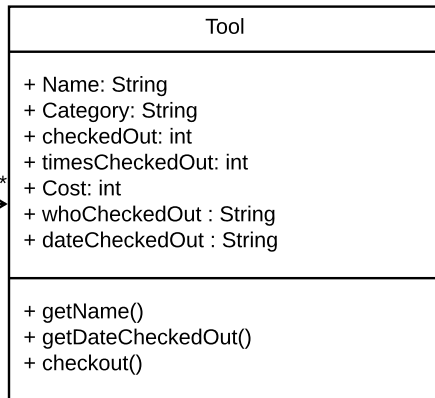 Tool
+ Name: String
+ Category: String
+ checkedOut: int
+ timesCheckedOut: int
+ Cost: int
+ whoCheckedOut : String
+ dateCheckedOut : String
*
+ getName()
+ getDateCheckedOut()
+ checkout()